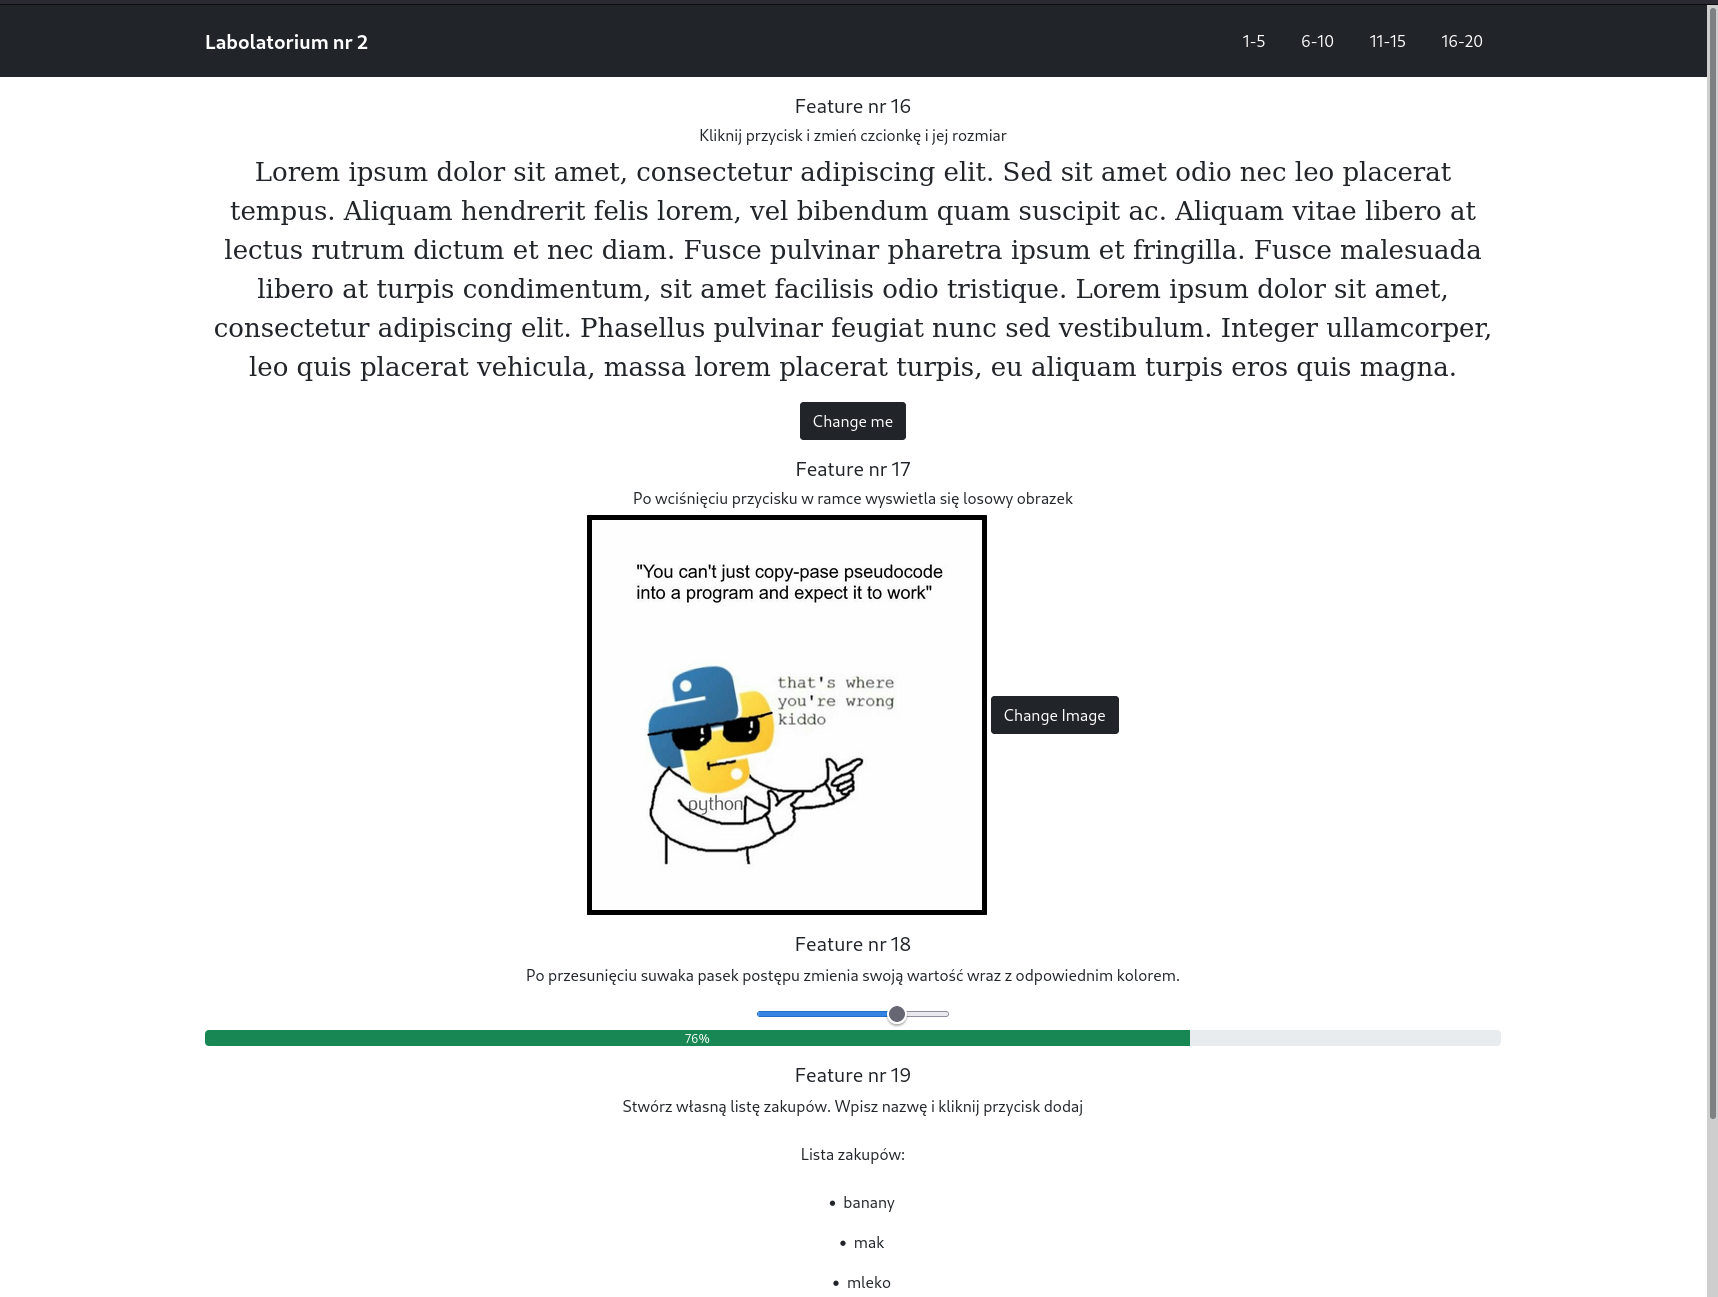 Labolatorium nr 2
1-5 6-10 11-15 16-20
Feature nr 16
Kliknij przycisk i zmień czcionkę i jej rozmiar
Lorem ipsum dolor sit amet, consectetur adipiscing elit. Sed sit amet odio nec leo placerat
tempus. Aliquam hendrerit felis lorem, vel bibendum quam suscipit ac. Aliquam vitae libero at
lectus rutrum dictum et nec diam. Fusce pulvinar pharetra ipsum et fringilla. Fusce malesuada
libero at turpis condimentum, sit amet facilisis odio tristique. Lorem ipsum dolor sit amet,
consectetur adipiscing elit. Phasellus pulvinar feugiat nunc sed vestibulum. Integer ullamcorper,
leo quis placerat vehicula, massa lorem placerat turpis, eu aliquam turpis eros quis magna.
Change me
Feature nr 17
Po wciśnięciu przycisku w ramce wyswietla się losowy obrazek
"You can't just copy-pase pseudocode
into a program and expect it to work"
that's where
you're wrong
kiddo
python
Change Image
Feature nr 18
Po przesunięciu suwaka pasek postępu zmienia swoją wartość wraz z odpowiednim kolorem.
76%
Feature nr 19
Stwórz własną listę zakupów. Wpisz nazwę i kliknij przycisk dodaj
Lista zakupów:
• banany
• mak
• mleko